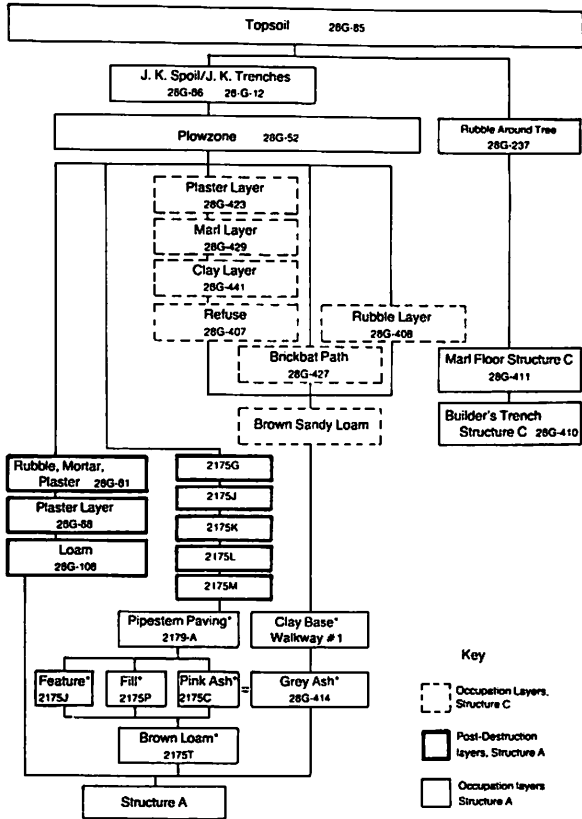 Topsoil 28G-85
J. K. Spoil/J. K. Trenches
28G-86 28-G-12
Plowzone 28G-52
Rubble Around Tree
28G-237
Plaster Layer
28G-423
Marl Layer
28G-429
Clay Layer
28G-441
Refuse
28G-407
Rubble Layer
28G-408
Brickbat Path
28G-427
Marl Floor Structure C
28G-411
Builder's Trench
Structure C 28G-410
Brown Sandy Loam
Rubble, Mortar,
Plaster 28G-81
Plaster Layer
28G-88
Loam
28G-108
2175G
2175J
2175K
2175L
2175M
Pipestem Paving*
2179-A
Clay Base*
Walkway #1
Feature*
2175J
Fill*
2175P
Pink Ash*
2175C
=
Grey Ash*
28G-414
Brown Loam*
2175T
Structure A
Key
Occupation Layers,
Structure C
Post-Destruction
layers, Structure A
Occupation layers
Structure A